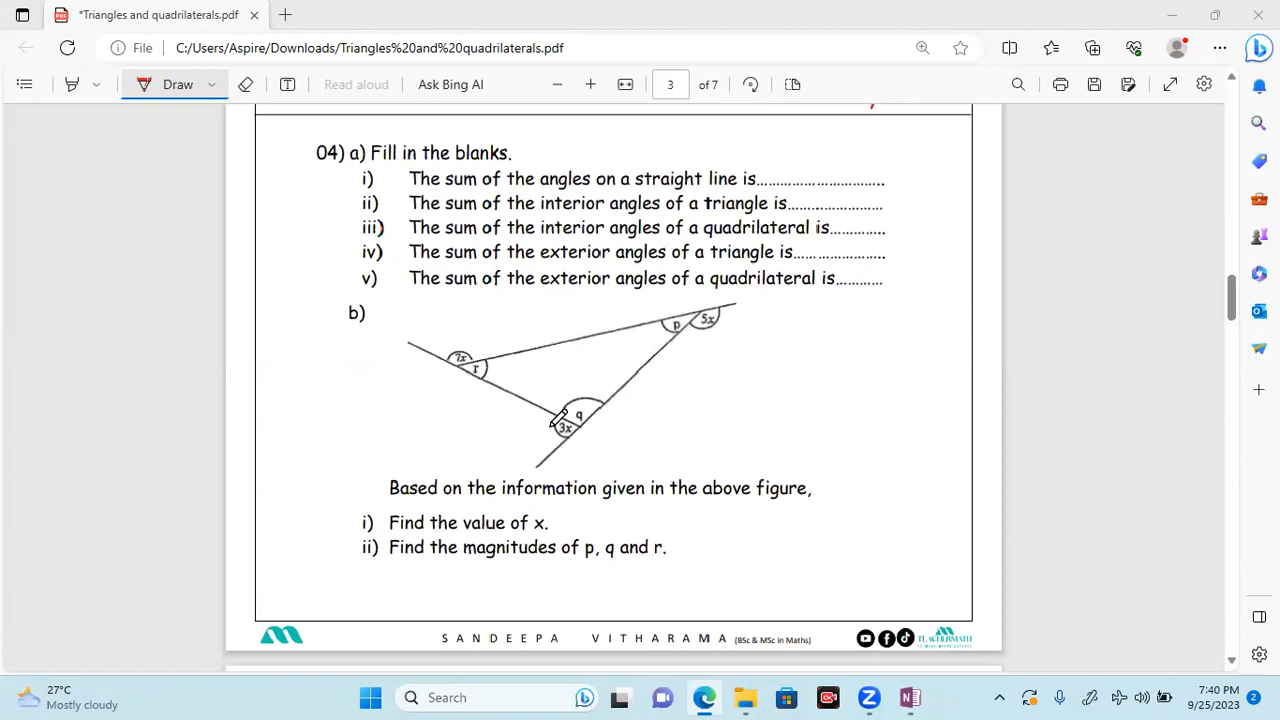 *Triangles and quadrilaterals.pdf
File C:/Users/Aspire/Downloads/Triangles%20and%20quadrilaterals.pdf
Draw Read aloud Ask Bing AI 3 of 7
04) a) Fill in the blanks.
i) The sum of the angles on a straight line is................................
ii) The sum of the interior angles of a triangle is........................
iii) The sum of the interior angles of a quadrilateral is..............
iv) The sum of the exterior angles of a triangle is.......................
v) The sum of the exterior angles of a quadrilateral is............
b)
p 5x
7x
r
q
3x
Based on the information given in the above figure,
i) Find the value of x.
ii) Find the magnitudes of p, q and r.
SANDEEPA VITHARAMA (BSc & MSc in Maths)
TEACHERMATH
27°C
Mostly cloudy
Search
7:40 PM
9/25/2023
2